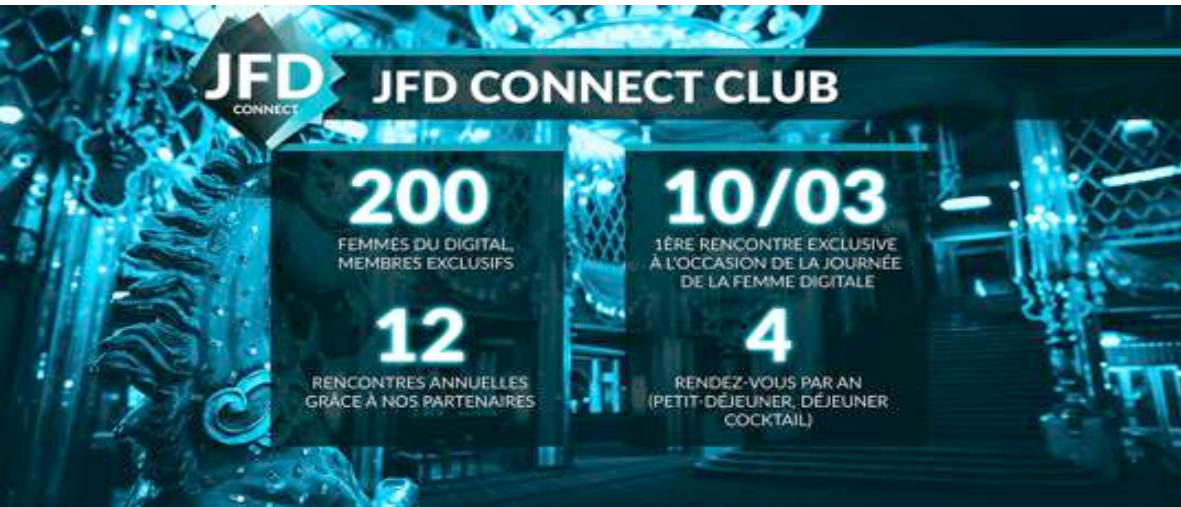 JFD
CONNECT
JFD CONNECT CLUB
200
FEMMES DU DIGITAL,
MEMBRES EXCLUSIFS
12
RENCONTRES ANNUELLES
GRÂCE À NOS PARTENAIRES
10/03
1ÈRE RENCONTRE EXCLUSIVE
À L'OCCASION DE LA JOURNÉE
DE LA FEMME DIGITALE
4
RENDEZ-VOUS PAR AN
(PETIT-DÉJEUNER, DÉJEUNER
COCKTAIL)